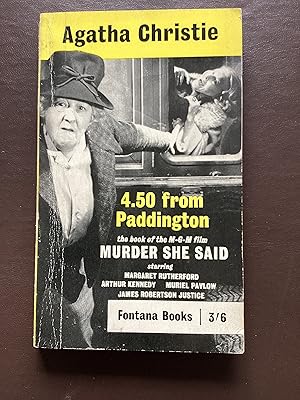 Agatha Christie
4.50 from
Paddington
the book of the M-G-M film
MURDER SHE SAID
starring
MARGARET RUTHERFORD
ARTHUR KENNEDY MURIEL PAVLOW
JAMES ROBERTSON JUSTICE
Fontana Books 3/6